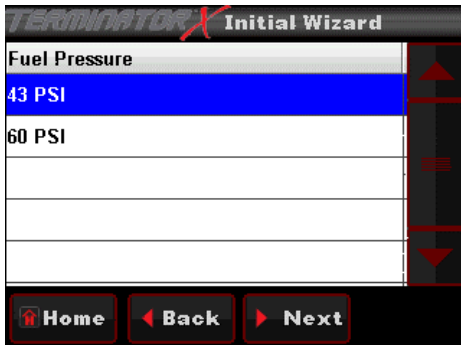 TERMINATOR X Initial Wizard
Fuel Pressure
43 PSI
60 PSI
Home Back Next